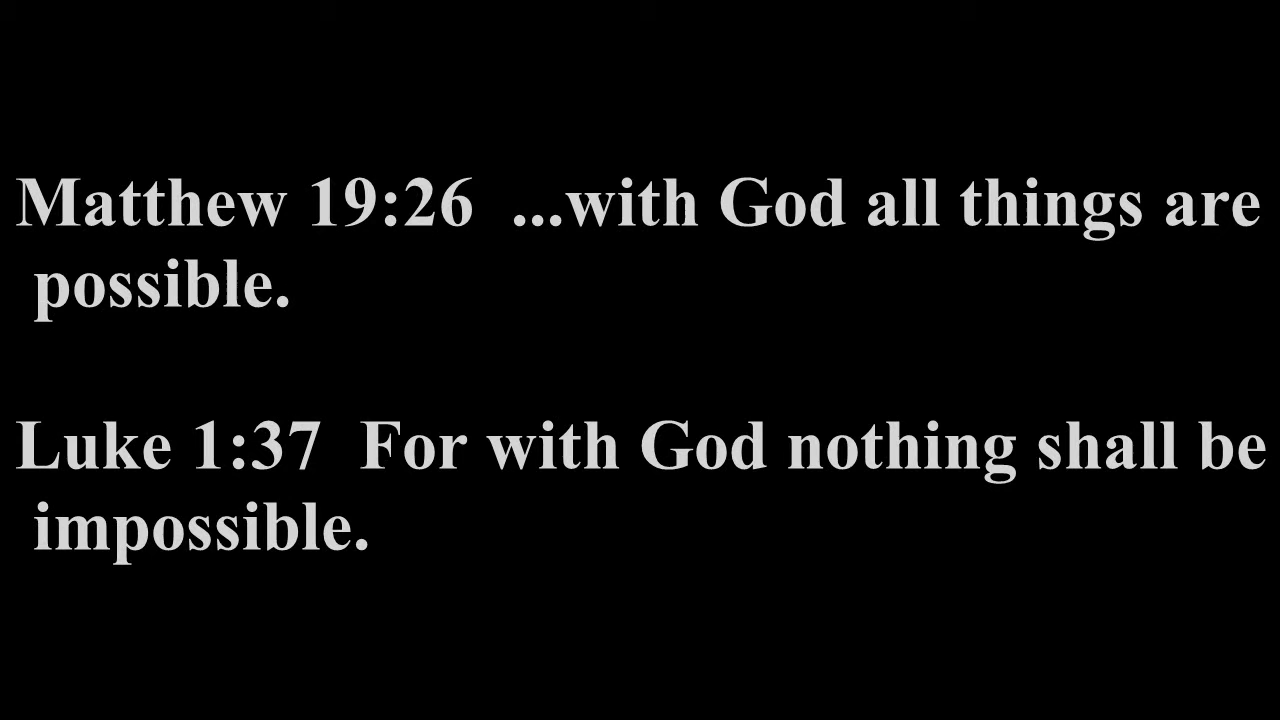 Matthew 19:26  ...with God all things are
possible.
Luke 1:37  For with God nothing shall be
impossible.